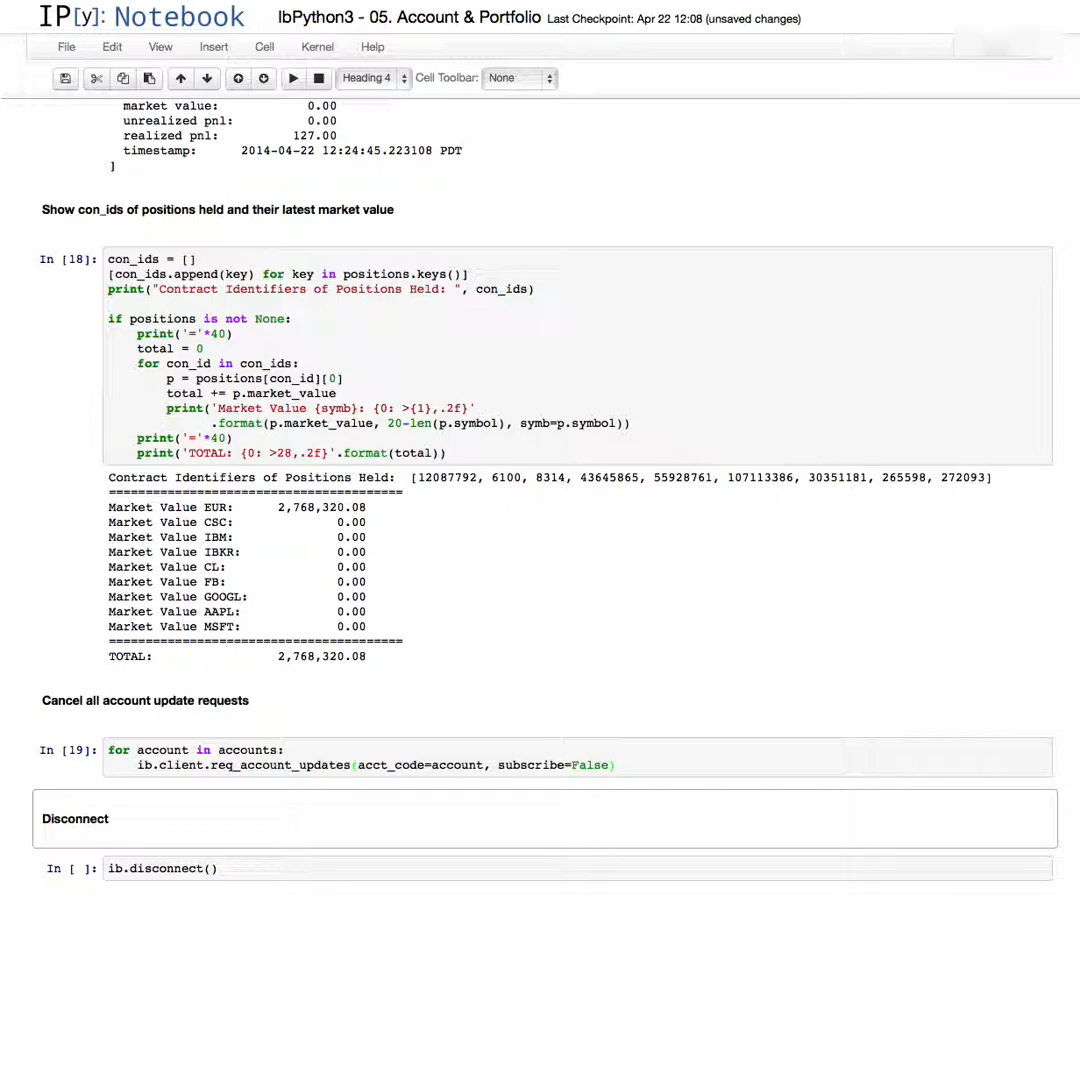 IP[y]: Notebook IbPython3 - 05. Account & Portfolio Last Checkpoint: Apr 22 12:08 (unsaved changes)
File Edit View Insert Cell Kernel Help
Heading 4 Cell Toolbar: None
market value: 0.00
unrealized pnl: 0.00
realized pnl: 127.00
timestamp: 2014-04-22 12:24:45.223108 PDT
]
Show con_ids of positions held and their latest market value
In [18]: con_ids = []
[con_ids.append(key) for key in positions.keys()]
print("Contract Identifiers of Positions Held: ", con_ids)
if positions is not None:
print('='*40)
total = 0
for con_id in con_ids:
p = positions[con_id][0]
total += p.market_value
print('Market Value {symb}: {0: >{1},.2f}'
.format(p.market_value, 20-len(p.symbol), symb=p.symbol))
print('='*40)
print('TOTAL: {0: >28,.2f}'.format(total))
Contract Identifiers of Positions Held: [12087792, 6100, 8314, 43645865, 55928761, 107113386, 30351181, 265598, 272093]
========================================
Market Value EUR: 2,768,320.08
Market Value CSC: 0.00
Market Value IBM: 0.00
Market Value IBKR: 0.00
Market Value CL: 0.00
Market Value FB: 0.00
Market Value GOOGL: 0.00
Market Value AAPL: 0.00
Market Value MSFT: 0.00
========================================
TOTAL: 2,768,320.08
Cancel all account update requests
In [19]: for account in accounts:
ib.client.req_account_updates(acct_code=account, subscribe=False)
Disconnect
In [ ]: ib.disconnect()